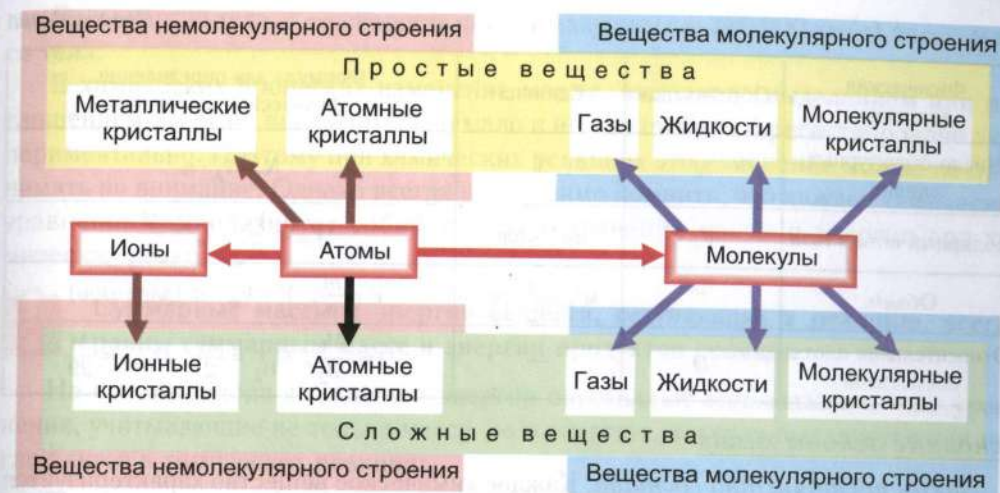 Вещества немолекулярного строения
Вещества молекулярного строения
Простые вещества
Металлические
кристаллы
Атомные
кристаллы
Газы
Жидкости
Молекулярные
кристаллы
Ионы
Атомы
Молекулы
Ионные
кристаллы
Атомные
кристаллы
Газы
Жидкости
Молекулярные
кристаллы
Сложные вещества
Вещества немолекулярного строения
Вещества молекулярного строения